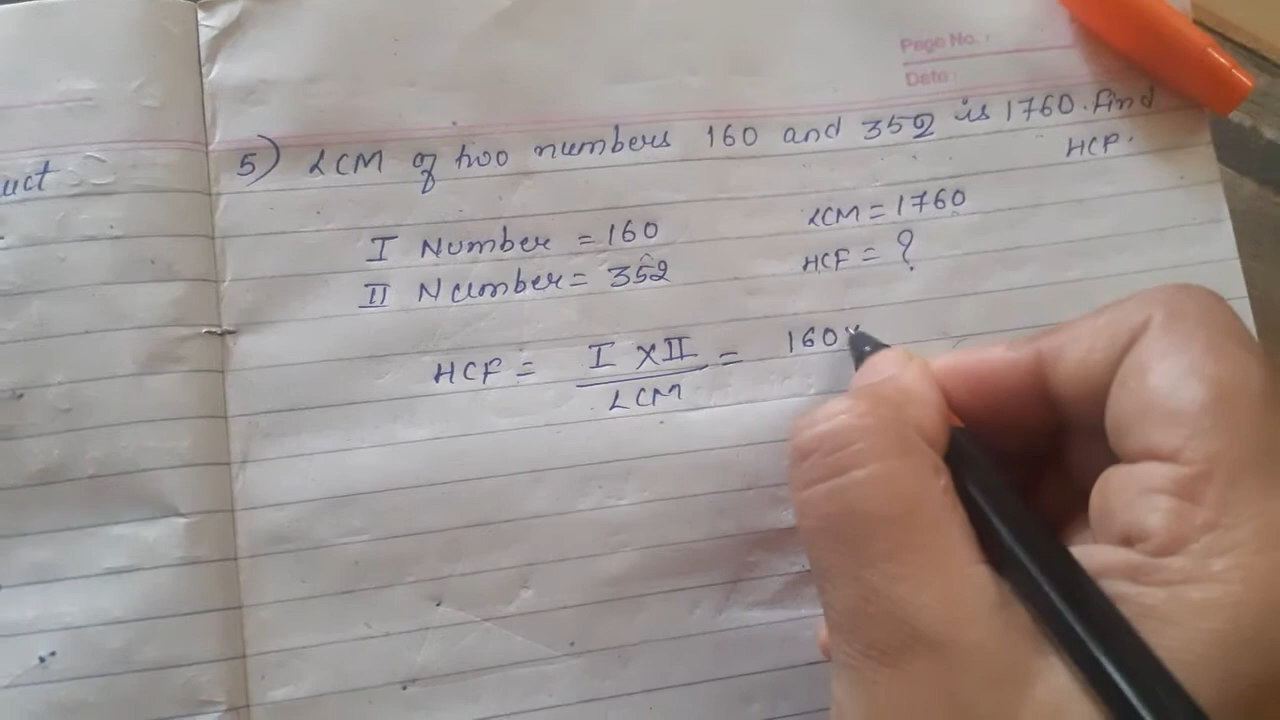 uct
Page No. :
Date :
5) LCM of two numbers 160 and 352 is 1760. Find
HCF.
I Number = 160
LCM = 1760
II Number = 352
HCF = ?
HCF = I X II / LCM = 160 x